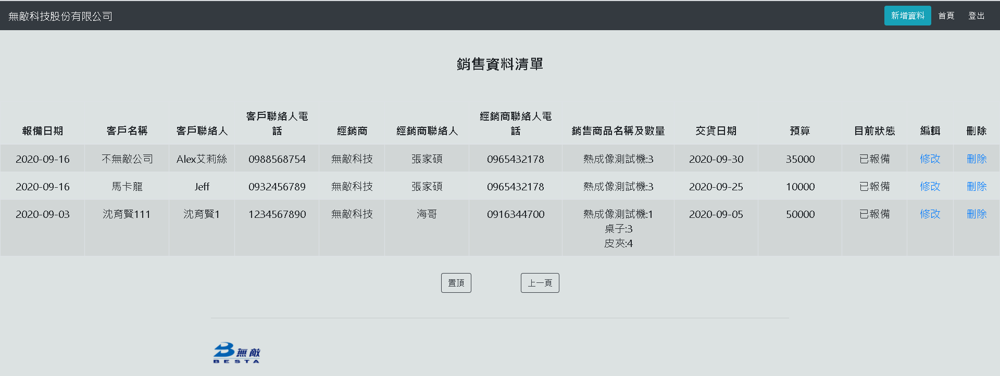 無敵科技股份有限公司 新增資料 首頁 登出
銷售資料清單
報備日期 客戶名稱 客戶聯絡人 客戶聯絡人電話 經銷商 經銷商聯絡人 經銷商聯絡人電話 銷售商品名稱及數量 交貨日期 預算 目前狀態 編輯 刪除
2020-09-16 不無敵公司 Alex艾莉絲 0988568754 無敵科技 張家碩 0965432178 熱成像測試機:3 2020-09-30 35000 已報備 修改 刪除
2020-09-16 馬卡龍 Jeff 0932456789 無敵科技 張家碩 0965432178 熱成像測試機:3 2020-09-25 10000 已報備 修改 刪除
2020-09-03 沈育賢111 沈育賢1 1234567890 無敵科技 海哥 0916344700 熱成像測試機:1 2020-09-05 50000 已報備 修改 刪除
桌子:3
皮夾:4
置頂 上一頁
無敵
BESTA